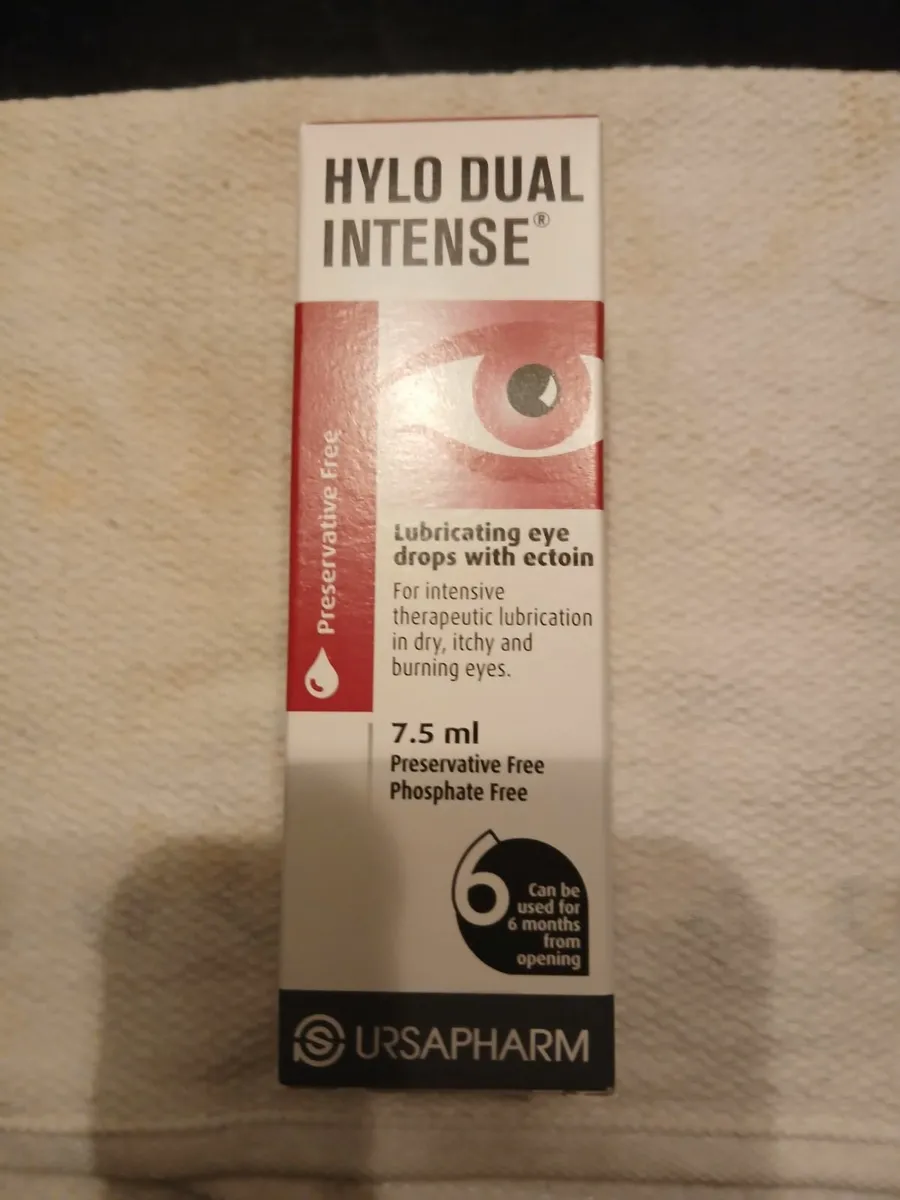 HYLO DUAL
INTENSE®
Preservative Free
Lubricating eye
drops with ectoin
For intensive
therapeutic lubrication
in dry, itchy and
burning eyes.
7.5 ml
Preservative Free
Phosphate Free
6
Can be
used for
6 months
from
opening
URSAPHARM